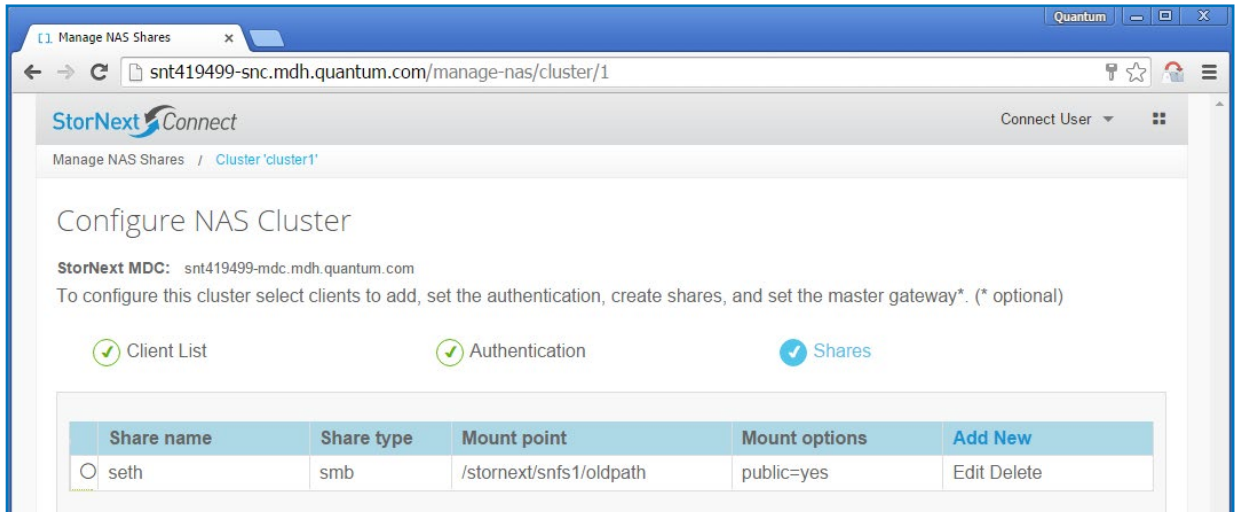 Quantum
Manage NAS Shares
snt419499-snc.mdh.quantum.com/manage-nas/cluster/1
StorNext Connect Connect User
Manage NAS Shares / Cluster 'cluster1'
Configure NAS Cluster
StorNext MDC: snt419499-mdc.mdh.quantum.com
To configure this cluster select clients to add, set the authentication, create shares, and set the master gateway*. (* optional)
Client List Authentication Shares
Share name Share type Mount point Mount options Add New
seth smb /stornext/snfs1/oldpath public=yes Edit Delete